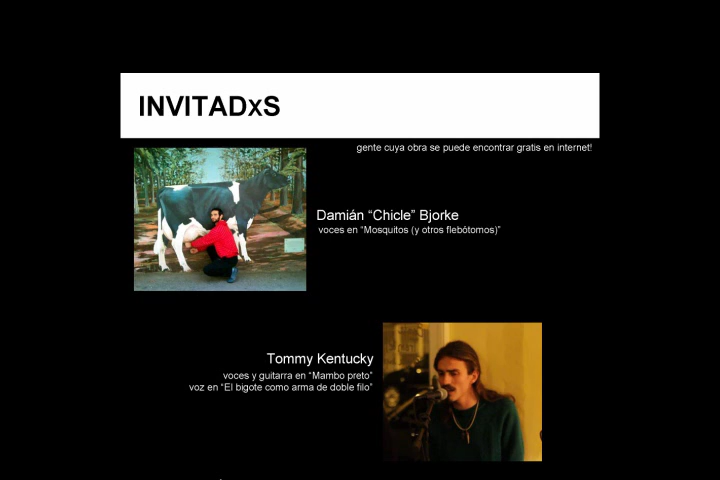 INVITADxS
gente cuya obra se puede encontrar gratis en internet!
Damián “Chicle” Bjorke
voces en “Mosquitos (y otros flebótomos)”
Tommy Kentucky
voces y guitarra en “Mambo preto”
voz en “El bigote como arma de doble filo”